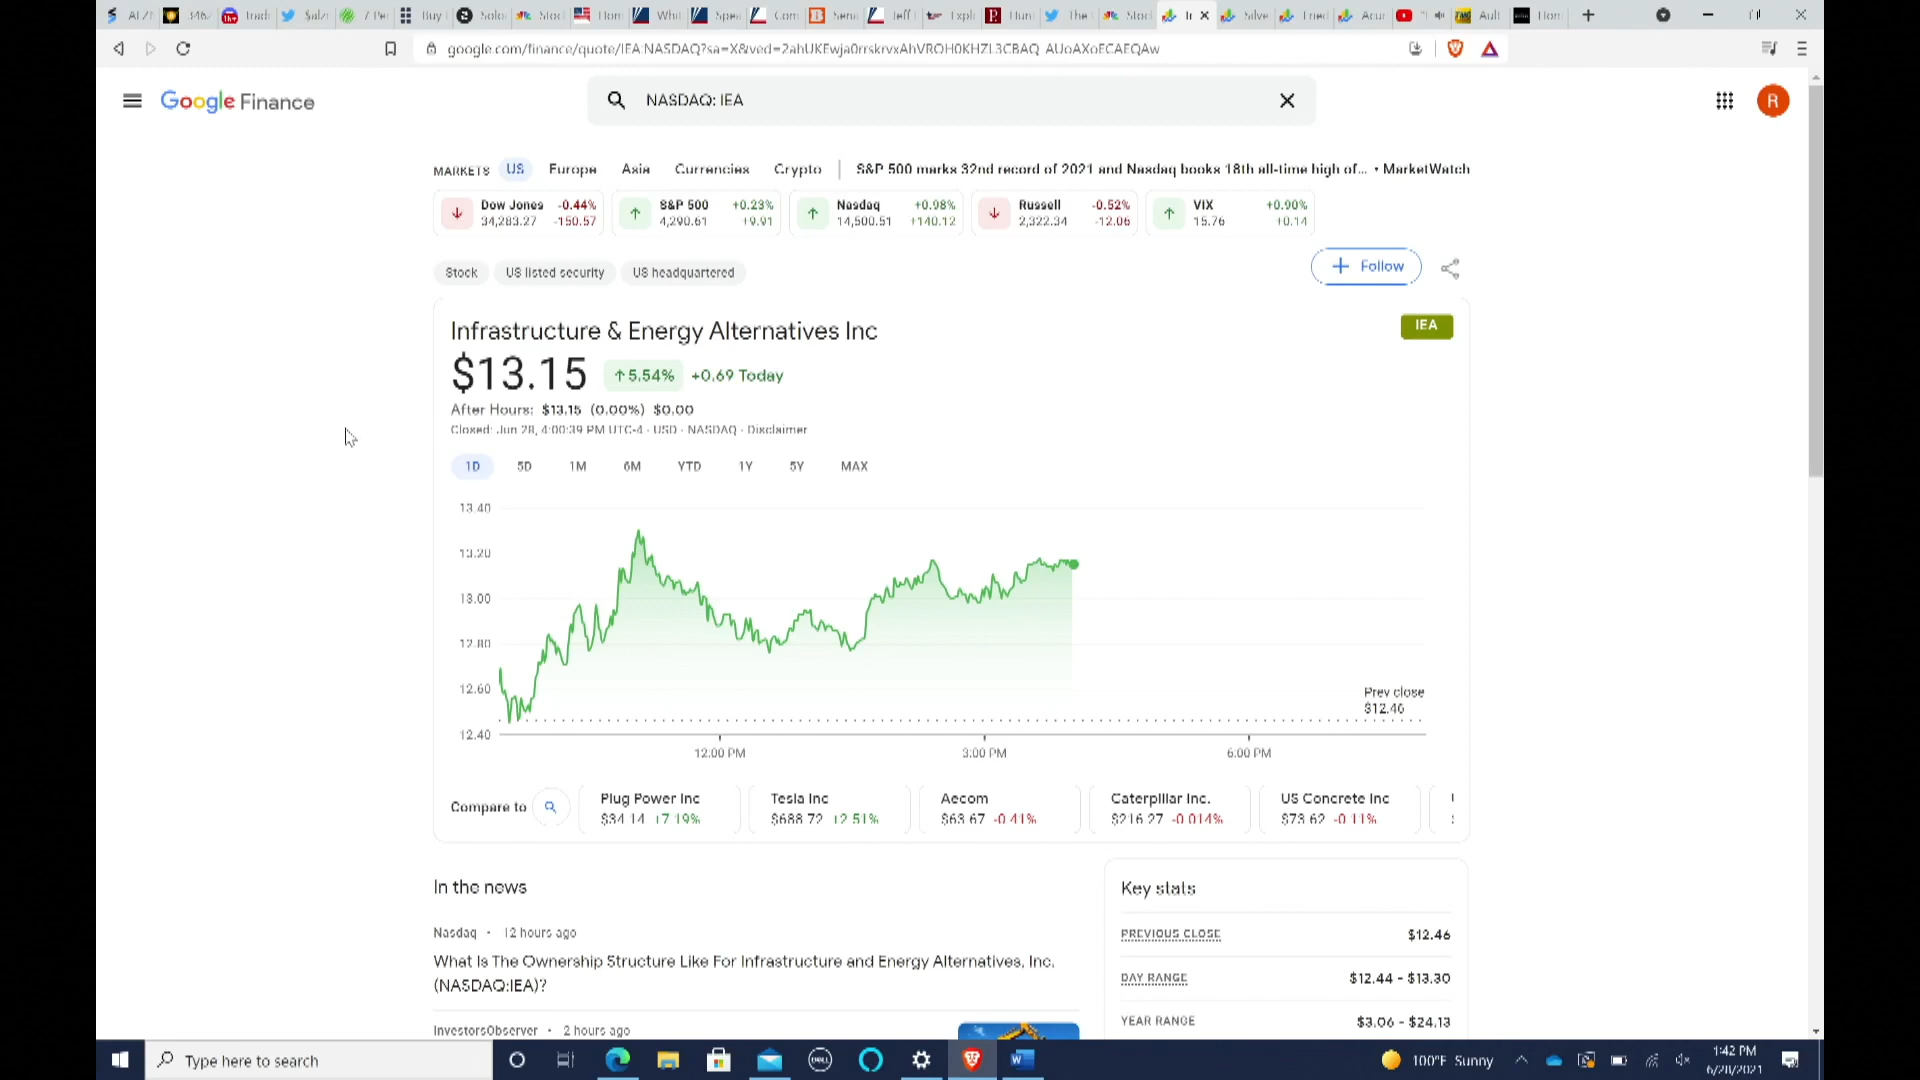 google.com/finance/quote/IEA:NASDAQ?sa=X&ved=2ahUKEwja0rrskrvxAhVROH0KHZL3CBAQ_AUoAXoECAEQAw
Google Finance
NASDAQ: IEA
R
MARKETS US Europe Asia Currencies Crypto
S&P 500 marks 32nd record of 2021 and Nasdaq books 18th all-time high of... • MarketWatch
Dow Jones -0.44%
34,283.27 -150.57
S&P 500 +0.23%
4,290.61 +9.91
Nasdaq +0.98%
14,500.51 +140.12
Russell -0.52%
2,322.34 -12.06
VIX +0.90%
15.76 +0.14
Stock US listed security US headquartered
+ Follow
Infrastructure & Energy Alternatives Inc
IEA
$13.15 ↑5.54% +0.69 Today
After Hours: $13.15 (0.00%) $0.00
Closed: Jun 28, 4:00:39 PM UTC-4 · USD · NASDAQ · Disclaimer
1D 5D 1M 6M YTD 1Y 5Y MAX
13.40
13.20
13.00
12.80
12.60
12.40
Prev close
$12.46
12:00 PM 3:00 PM 6:00 PM
Compare to
Plug Power Inc
$34.14 +7.19%
Tesla Inc
$688.72 +2.51%
Aecom
$63.67 -0.41%
Caterpillar Inc.
$216.27 -0.014%
US Concrete Inc
$73.62 -0.11%
In the news
Nasdaq • 12 hours ago
What Is The Ownership Structure Like For Infrastructure and Energy Alternatives, Inc.
(NASDAQ:IEA)?
InvestorsObserver • 2 hours ago
Key stats
PREVIOUS CLOSE $12.46
DAY RANGE $12.44 - $13.30
YEAR RANGE $3.06 - $24.13
Type here to search
DELL
100°F Sunny
1:42 PM
6/28/2021